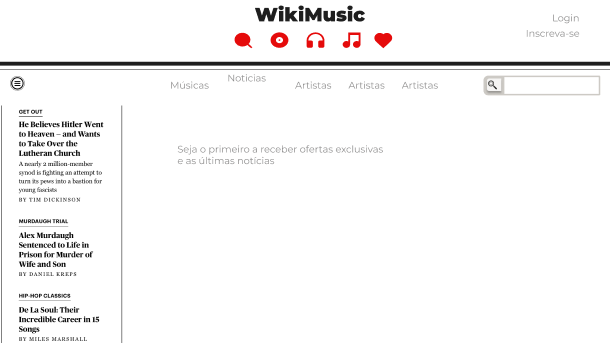 WikiMusic
Login
Inscreva-se
Músicas
Noticías
Artistas
Artistas
Artistas
GET OUT
He Believes Hitler Went
to Heaven — and Wants
to Take Over the
Lutheran Church
A nearly 2 million-member
synod is fighting an attempt to
turn its pews into a bastion for
young fascists
BY TIM DICKINSON
MURDAUGH TRIAL
Alex Murdaugh
Sentenced to Life in
Prison for Murder of
Wife and Son
BY DANIEL KREPS
HIP-HOP CLASSICS
De La Soul: Their
Incredible Career in 15
Songs
BY MILES MARSHALL
Seja o primeiro a receber ofertas exclusivas
e as últimas notícias